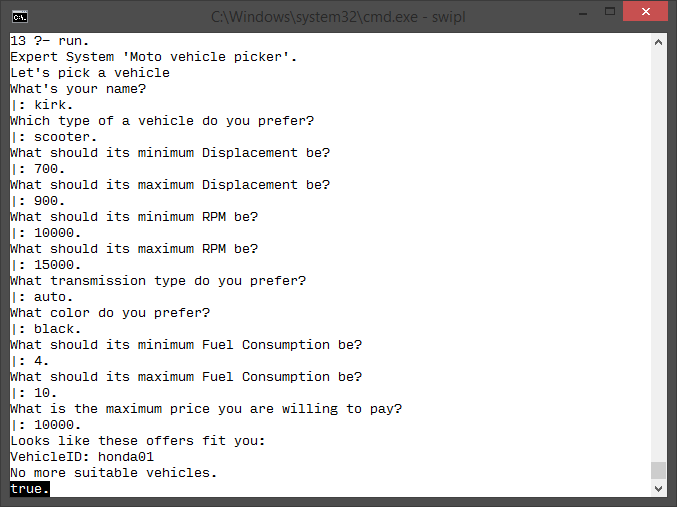 C:\Windows\system32\cmd.exe - swipl
13 ?- run.
Expert System 'Moto vehicle picker'.
Let's pick a vehicle
What's your name?
|: kirk.
Which type of a vehicle do you prefer?
|: scooter.
What should its minimum Displacement be?
|: 700.
What should its maximum Displacement be?
|: 900.
What should its minimum RPM be?
|: 10000.
What should its maximum RPM be?
|: 15000.
What transmission type do you prefer?
|: auto.
What color do you prefer?
|: black.
What should its minimum Fuel Consumption be?
|: 4.
What should its maximum Fuel Consumption be?
|: 10.
What is the maximum price you are willing to pay?
|: 10000.
Looks like these offers fit you:
VehicleID: honda01
No more suitable vehicles.
true.